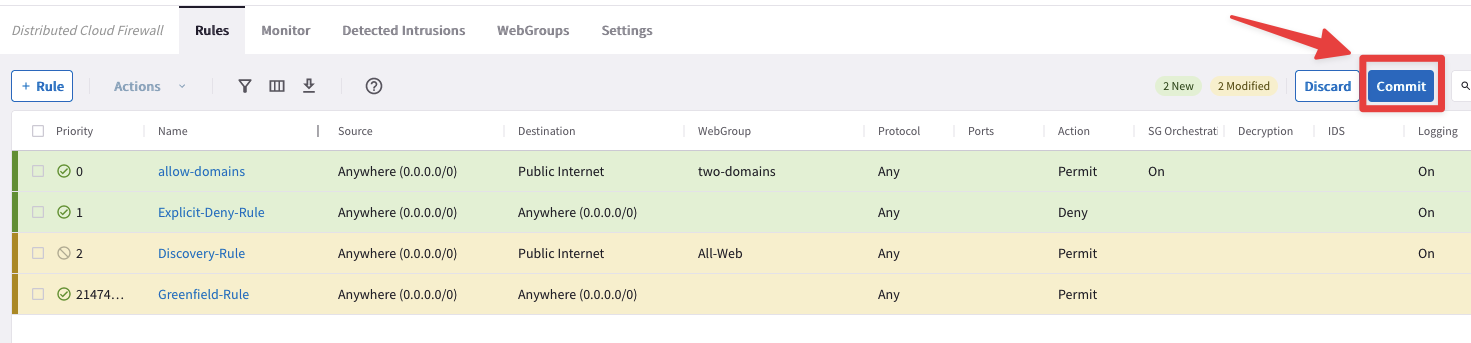 Distributed Cloud Firewall Rules Monitor Detected Intrusions WebGroups Settings
+ Rule Actions 2 New 2 Modified Discard Commit
Priority Name Source Destination WebGroup Protocol Ports Action SG Orchestrati Decryption IDS Logging
0 allow-domains Anywhere (0.0.0.0/0) Public Internet two-domains Any Permit On On
1 Explicit-Deny-Rule Anywhere (0.0.0.0/0) Anywhere (0.0.0.0/0) Any Deny On
2 Discovery-Rule Anywhere (0.0.0.0/0) Public Internet All-Web Any Permit On
21474... Greenfield-Rule Anywhere (0.0.0.0/0) Anywhere (0.0.0.0/0) Any Permit